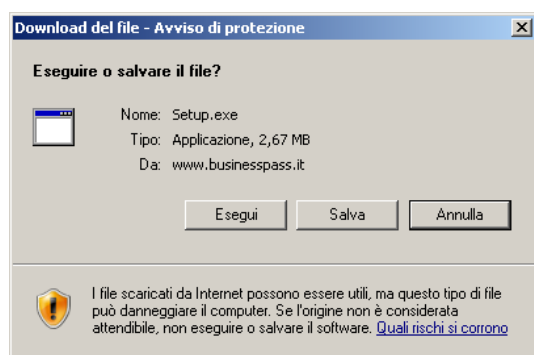 Download del file - Avviso di protezione
Eseguire o salvare il file?
Nome: Setup.exe
Tipo: Applicazione, 2,67 MB
Da: www.businesspass.it
Esegui Salva Annulla
I file scaricati da Internet possono essere utili, ma questo tipo di file
può danneggiare il computer. Se l'origine non è considerata
attendibile, non eseguire o salvare il software. Quali rischi si corrono